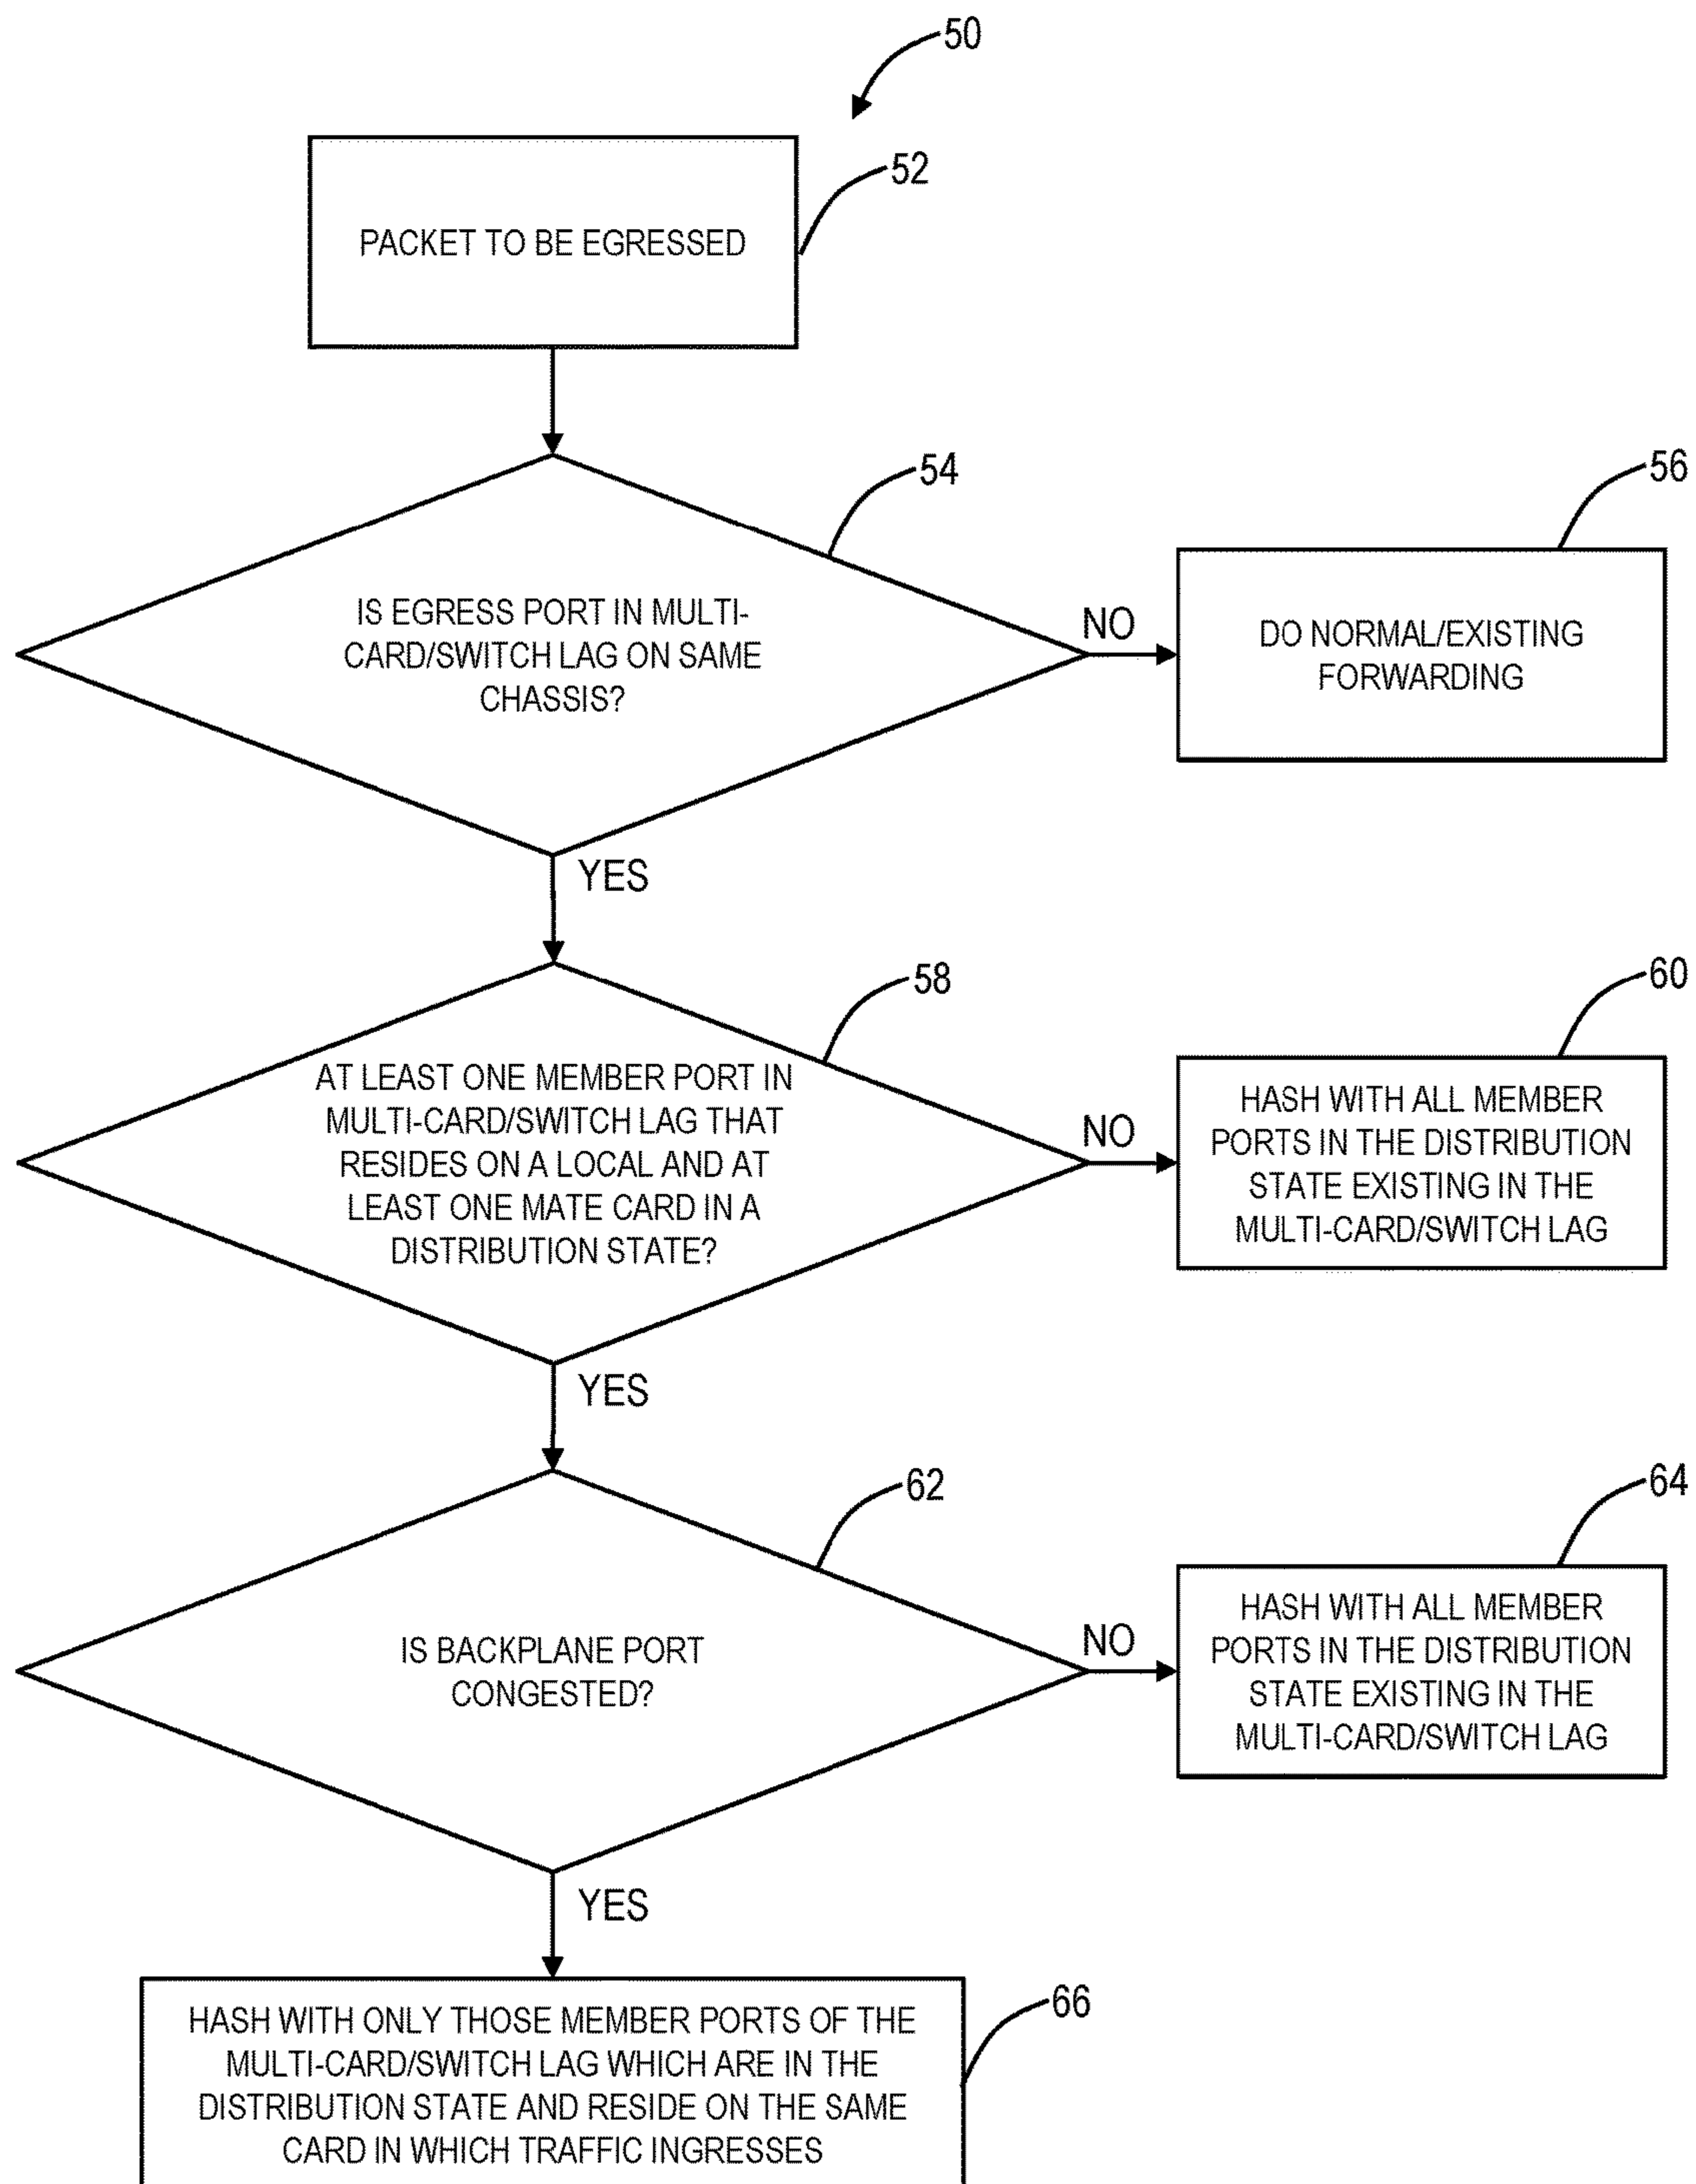 50
52
PACKET TO BE EGRESSED
54
56
IS EGRESS PORT IN MULTI-
CARD/SWITCH LAG ON SAME
CHASSIS?
NO
DO NORMAL/EXISTING
FORWARDING
YES
58
60
AT LEAST ONE MEMBER PORT IN
MULTI-CARD/SWITCH LAG THAT
RESIDES ON A LOCAL AND AT
LEAST ONE MATE CARD IN A
DISTRIBUTION STATE?
NO
HASH WITH ALL MEMBER
PORTS IN THE DISTRIBUTION
STATE EXISTING IN THE
MULTI-CARD/SWITCH LAG
YES
62
64
IS BACKPLANE PORT
CONGESTED?
NO
HASH WITH ALL MEMBER
PORTS IN THE DISTRIBUTION
STATE EXISTING IN THE
MULTI-CARD/SWITCH LAG
YES
66
HASH WITH ONLY THOSE MEMBER PORTS OF THE
MULTI-CARD/SWITCH LAG WHICH ARE IN THE
DISTRIBUTION STATE AND RESIDE ON THE SAME
CARD IN WHICH TRAFFIC INGRESSES